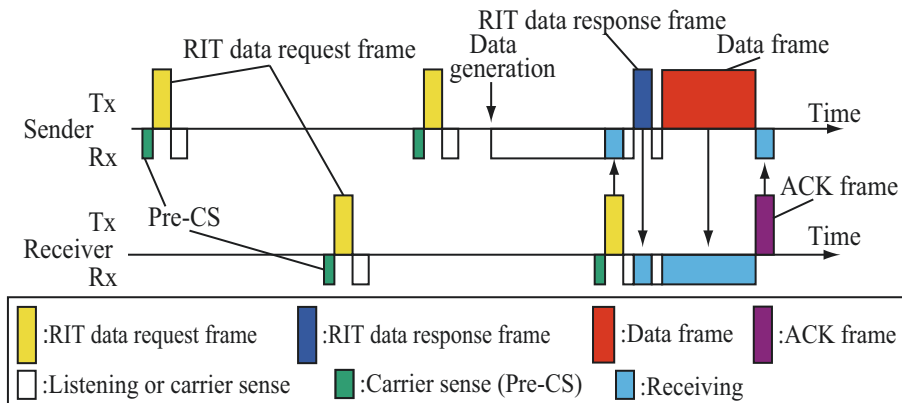 RIT data response frame
RIT data request frame
Data
generation
Data frame
Tx
Sender
Rx
Time
Pre-CS
ACK frame
Tx
Receiver
Rx
Time
:RIT data request frame
:RIT data response frame
:Data frame
:ACK frame
:Listening or carrier sense
:Carrier sense (Pre-CS)
:Receiving